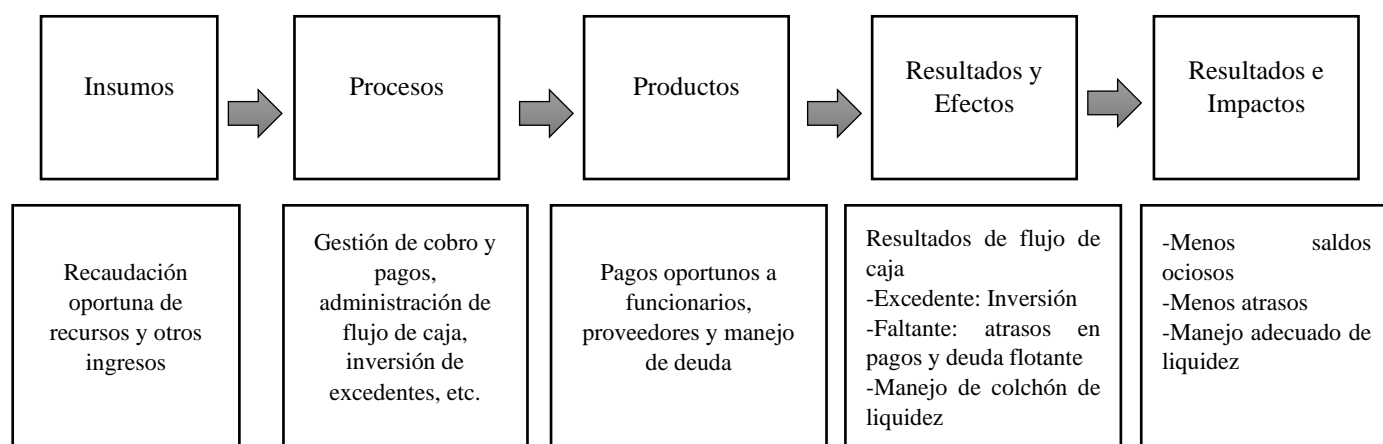 Insumos
Procesos
Productos
Resultados y
Efectos
Resultados e
Impactos
Recaudación
oportuna de
recursos y otros
ingresos
Gestión de cobro y
pagos,
administración de
flujo de caja,
inversión de
excedentes, etc.
Pagos oportunos a
funcionarios,
proveedores y manejo
de deuda
Resultados de flujo de
caja
-Excedente: Inversión
-Faltante: atrasos en
pagos y deuda flotante
-Manejo de colchón de
liquidez
-Menos saldos
ociosos
-Menos atrasos
-Manejo adecuado de
liquidez